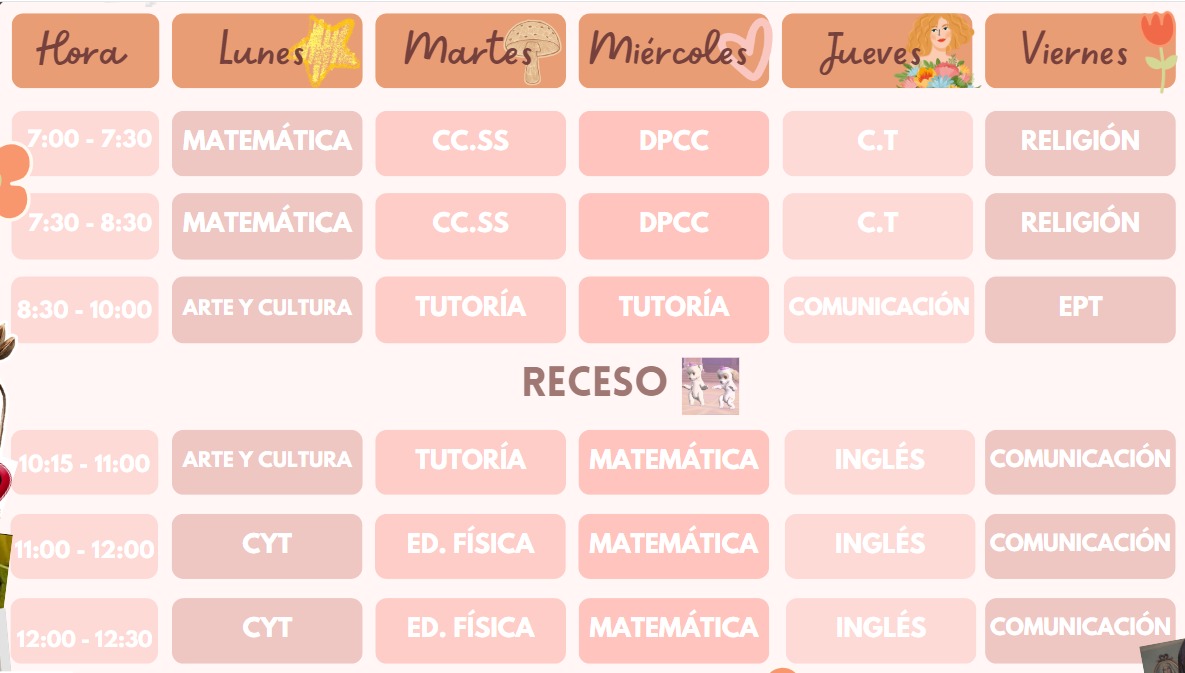 Hora Lunes Martes Miércoles Jueves Viernes
7:00 - 7:30 MATEMÁTICA CC.SS DPCC C.T RELIGIÓN
7:30 - 8:30 MATEMÁTICA CC.SS DPCC C.T RELIGIÓN
8:30 - 10:00 ARTE Y CULTURA TUTORÍA TUTORÍA COMUNICACIÓN EPT
RECESO
10:15 - 11:00 ARTE Y CULTURA TUTORÍA MATEMÁTICA INGLÉS COMUNICACIÓN
11:00 - 12:00 CYT ED. FÍSICA MATEMÁTICA INGLÉS COMUNICACIÓN
12:00 - 12:30 CYT ED. FÍSICA MATEMÁTICA INGLÉS COMUNICACIÓN